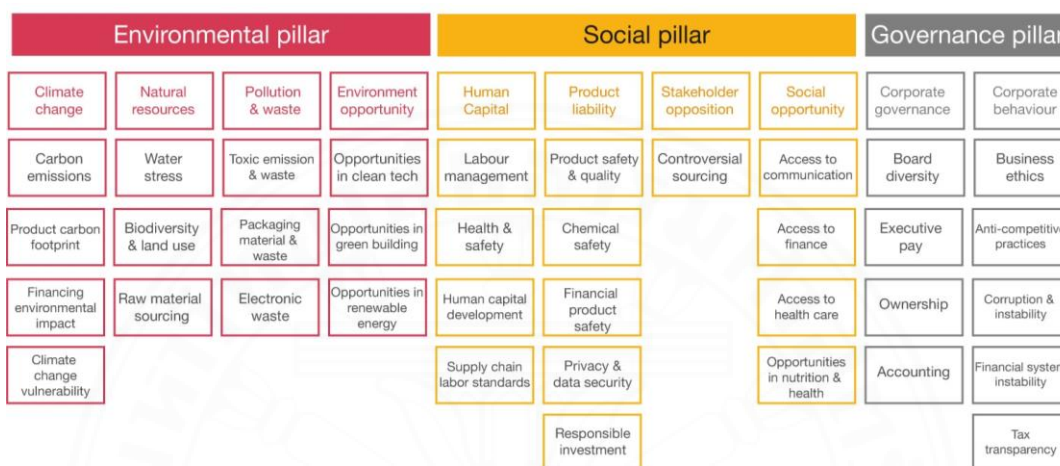 Environmental pillar
Social pillar
Governance pillar
Climate
change
Natural
resources
Pollution
& waste
Environment
opportunity
Human
Capital
Product
liability
Stakeholder
opposition
Social
opportunity
Corporate
governance
Corporate
behaviour
Carbon
emissions
Water
stress
Toxic emission
& waste
Opportunities
in clean tech
Labour
management
Product safety
& quality
Controversial
sourcing
Access to
communication
Board
diversity
Business
ethics
Product carbon
footprint
Biodiversity
& land use
Packaging
material &
waste
Opportunities in
green building
Health &
safety
Chemical
safety
Access to
finance
Executive
pay
Anti-competitive
practices
Financing
environmental
impact
Raw material
sourcing
Electronic
waste
Opportunities in
renewable
energy
Human capital
development
Financial
product
safety
Access to
health care
Ownership
Corruption &
instability
Climate
change
vulnerability
Supply chain
labor standards
Privacy &
data security
Opportunities
in nutrition &
health
Accounting
Financial system
instability
Responsible
investment
Tax
transparency